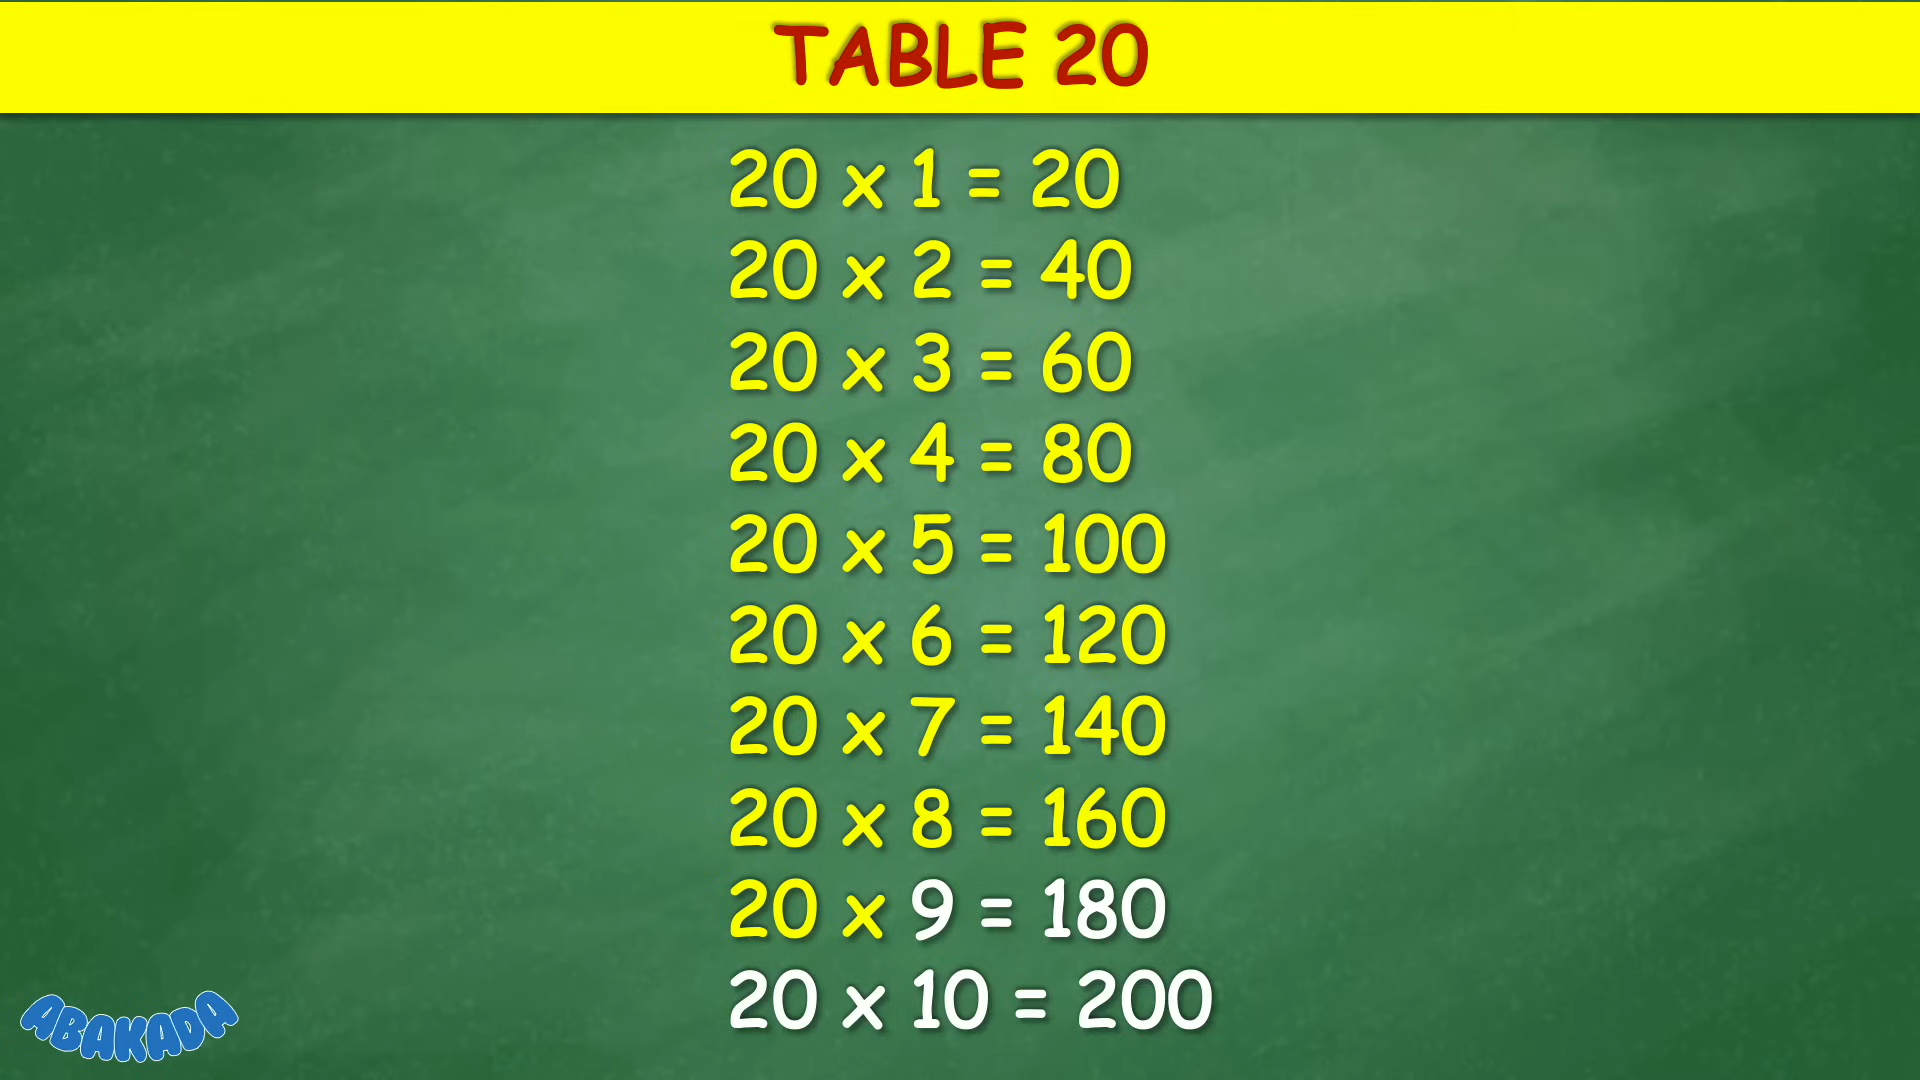 TABLE 20
20 x 1 = 20
20 x 2 = 40
20 x 3 = 60
20 x 4 = 80
20 x 5 = 100
20 x 6 = 120
20 x 7 = 140
20 x 8 = 160
20 x 9 = 180
20 x 10 = 200
ABAKADA